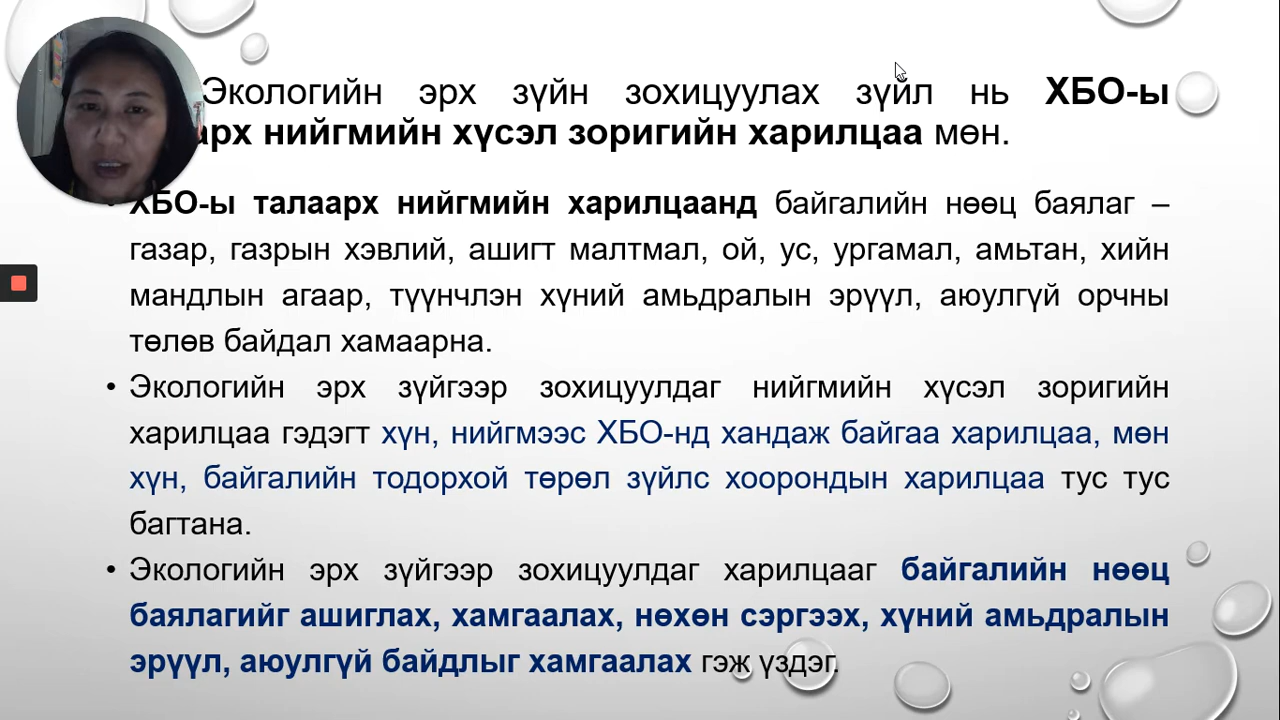 Экологийн эрх зүйн зохицуулах зүйл нь ХБО-ы
нийгмийн хүсэл зоригийн харилцаа мөн.
• ХБО-ы талаарх нийгмийн харилцаанд байгалийн нөөц баялаг –
газар, газрын хэвлий, ашигт малтмал, ой, ус, ургамал, амьтан, хийн
мандлын агаар, түүнчлэн хүний амьдралын эрүүл, аюулгүй орчны
төлөв байдал хамаарна.
• Экологийн эрх зүйгээр зохицуулдаг нийгмийн хүсэл зоригийн
харилцаа гэдэгт хүн, нийгмээс ХБО-нд хандаж байгаа харилцаа, мөн
хүн, байгалийн тодорхой төрөл зүйлс хоорондын харилцаа тус тус
багтана.
• Экологийн эрх зүйгээр зохицуулдаг харилцааг байгалийн нөөц
баялагийг ашиглах, хамгаалах, нөхөн сэргээх, хүний амьдралын
эрүүл, аюулгүй байдлыг хамгаалах гэж үздэг.